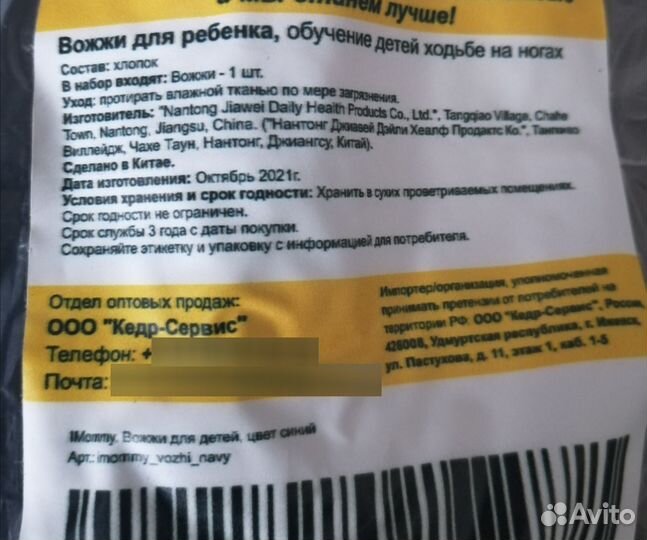 станем лучше!
Вожжи для ребенка, обучение детей ходьбе на ногах
Состав: хлопок
В набор входят: Вожжи - 1 шт.
Уход: протирать влажной тканью по мере загрязнения.
Изготовитель: "Nantong Jiawei Daily Health Products Co., Ltd.", Tangqiao Village, Chahe
Town, Nantong, Jiangsu, China. ("Нантонг Джиавей Дэйли Хеалф Продактс Ко.", Танпиво
Виллейдж, Чахе Таун, Нантонг, Джиангсу, Китай).
Сделано в Китае.
Дата изготовления: Октябрь 2021г.
Условия хранения и срок годности: Хранить в сухих проветриваемых помещениях.
Срок годности не ограничен.
Срок службы 3 года с даты покупки.
Сохраняйте этикетку и упаковку с информацией для потребителя.
Отдел оптовых продаж:
ООО "Кедр-Сервис"
Телефон: +
Почта:
Импортер/организация, уполномоченная
принимать претензии от потребителей на
территории РФ: ООО "Кедр-Сервис", Россия,
426008, Удмуртская республика, г. Ижевск,
ул. Пастухова, д. 11, этаж 1, каб. 1-5
IMommy. Вожжи для детей, цвет синий
Арт.: imommy_vozhi_navy
Avito